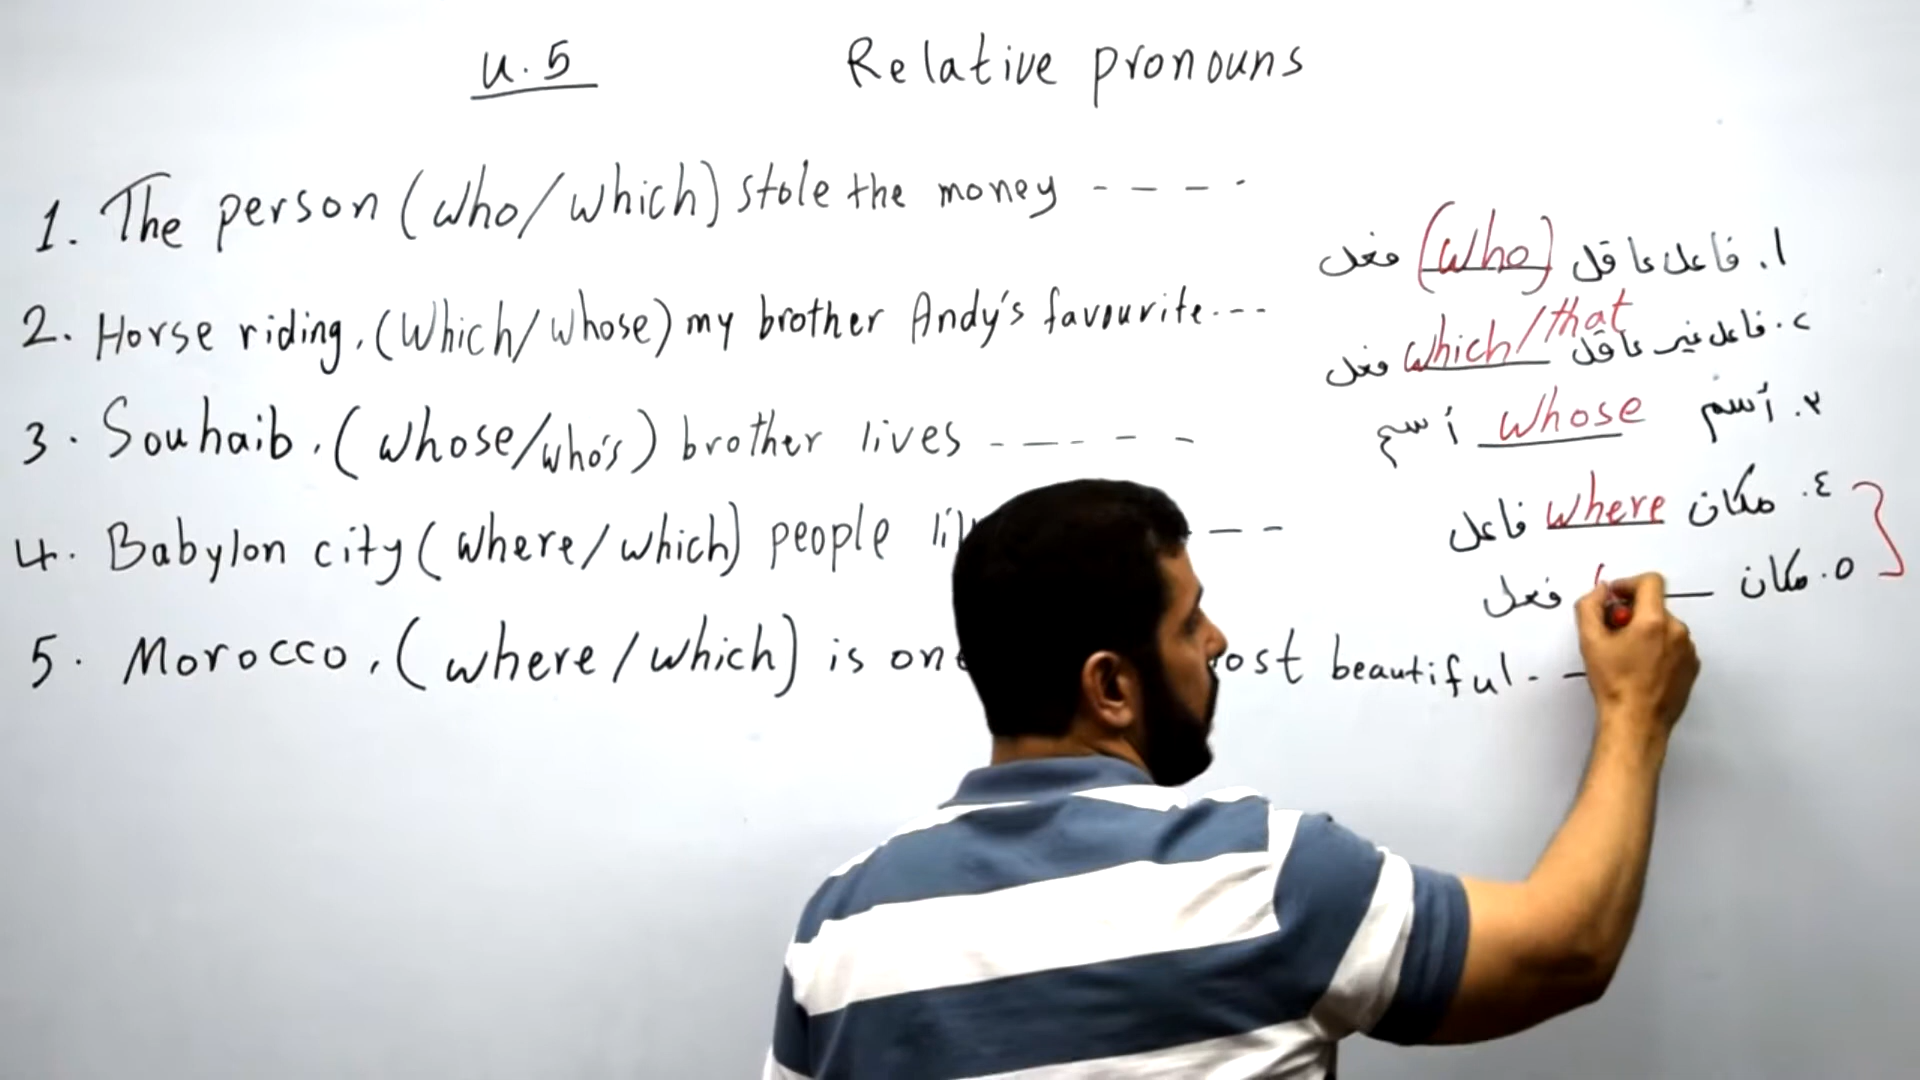 u.5 Relative pronouns
1. The person (who/which) stole the money ----
2. Horse riding, (Which/whose) my brother Andy's favourite...--
3. Souhaib, (whose/who's) brother lives -----
4. Babylon city (where/which) people --
5. Morocco, (where/which) is beautiful. -
١. فاعل عاقل (who) فعل
٢. فاعل غير عاقل which/that فعل
٣. أسم whose أسم
٤. مكان where فاعل
٥. مكان ـــ فعل